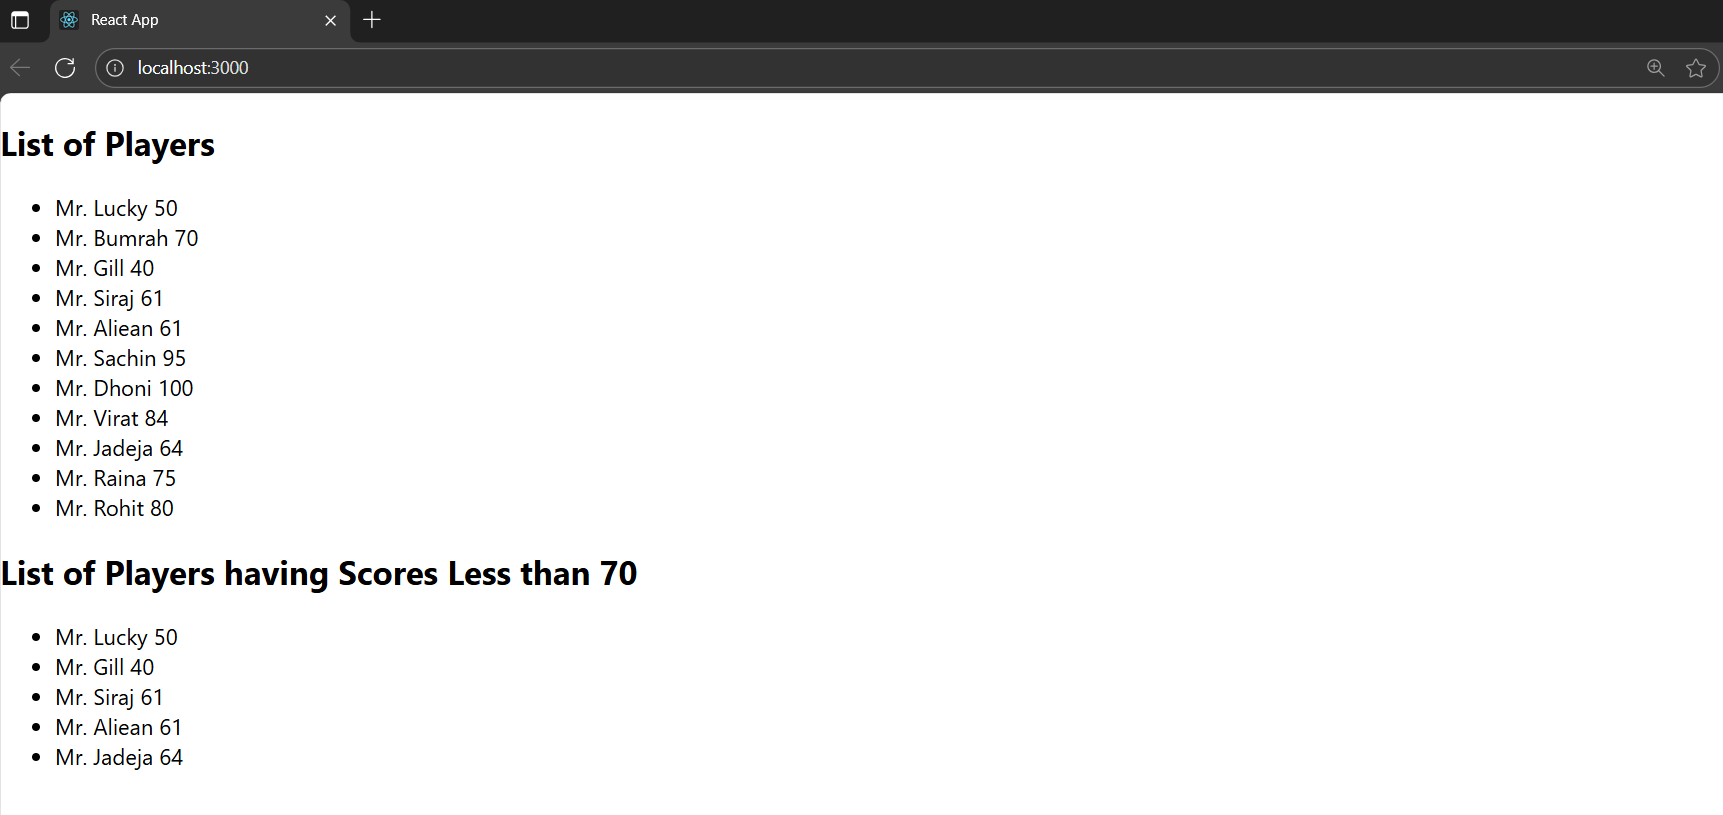 React App
localhost:3000
List of Players
Mr. Lucky 50
Mr. Bumrah 70
Mr. Gill 40
Mr. Siraj 61
Mr. Aliean 61
Mr. Sachin 95
Mr. Dhoni 100
Mr. Virat 84
Mr. Jadeja 64
Mr. Raina 75
Mr. Rohit 80
List of Players having Scores Less than 70
Mr. Lucky 50
Mr. Gill 40
Mr. Siraj 61
Mr. Aliean 61
Mr. Jadeja 64